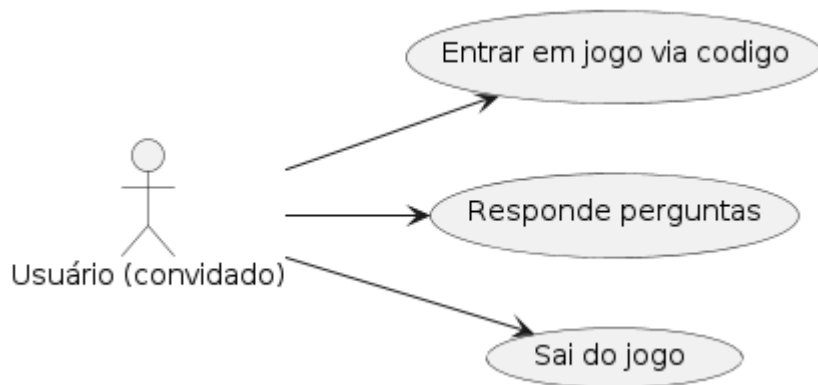 Entrar em jogo via codigo
Responde perguntas
Usuário (convidado)
Sai do jogo